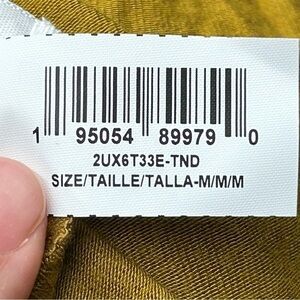 1 95054 89979 0
2UX6T33E-TND
SIZE/TAILLE/TALLA-M/M/M